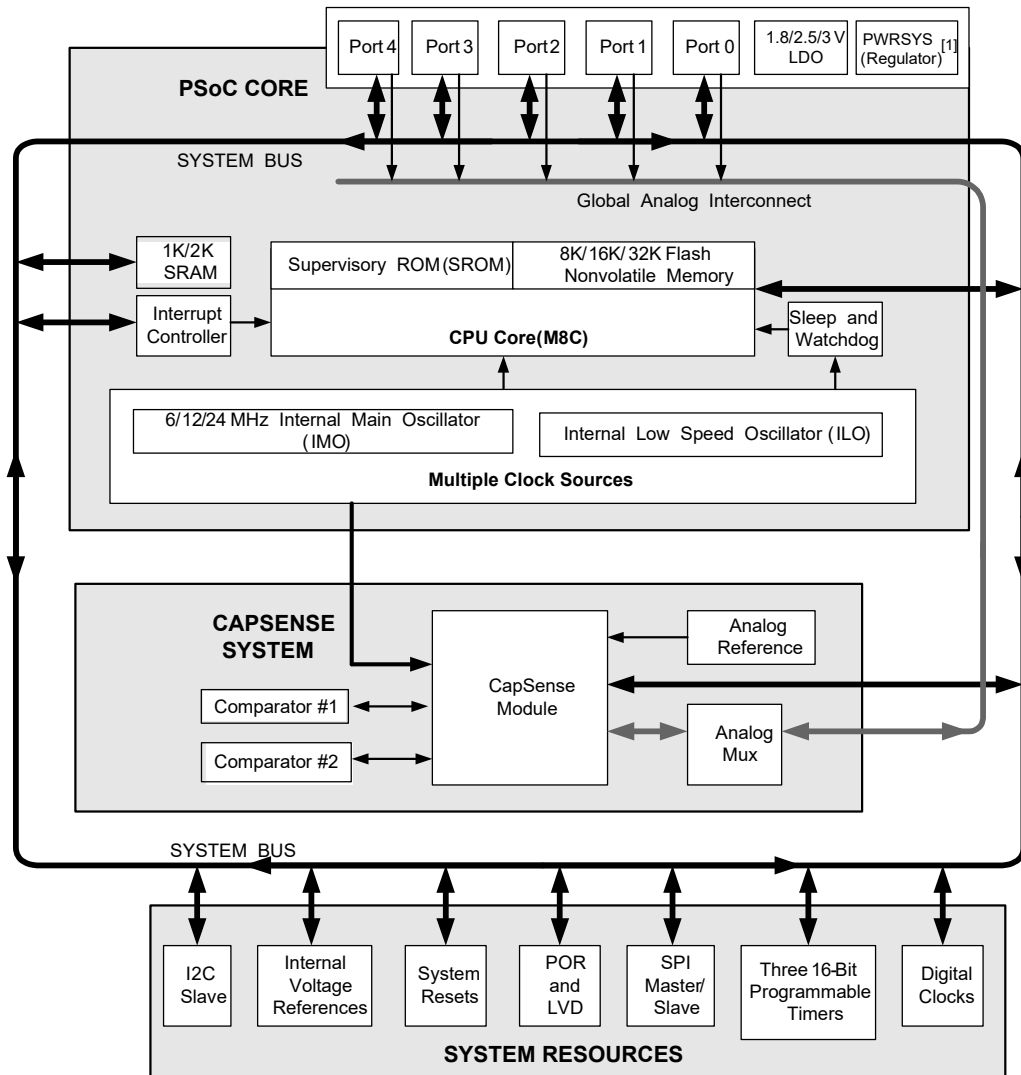 Port 4
Port 3
Port 2
Port 1
Port 0
1.8/2.5/3 V
LDO
PWRSYS
(Regulator)[1]
PSoC CORE
SYSTEM BUS
Global Analog Interconnect
1K/2K
SRAM
Supervisory ROM (SROM)
8K/16K/32K Flash
Nonvolatile Memory
Interrupt
Controller
CPU Core(M8C)
Sleep and
Watchdog
6/12/24 MHz Internal Main Oscillator
(IMO)
Internal Low Speed Oscillator (ILO)
Multiple Clock Sources
CAPSENSE
SYSTEM
Analog
Reference
CapSense
Module
Comparator #1
Comparator #2
Analog
Mux
SYSTEM BUS
I2C
Slave
Internal
Voltage
References
System
Resets
POR
and
LVD
SPI
Master/
Slave
Three 16-Bit
Programmable
Timers
Digital
Clocks
SYSTEM RESOURCES